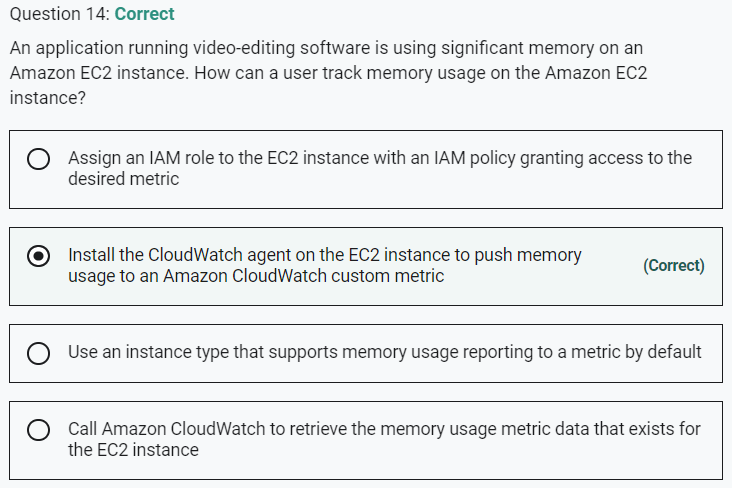 Question 14: Correct
An application running video-editing software is using significant memory on an
Amazon EC2 instance. How can a user track memory usage on the Amazon EC2
instance?
Assign an IAM role to the EC2 instance with an IAM policy granting access to the
desired metric
Install the CloudWatch agent on the EC2 instance to push memory
usage to an Amazon CloudWatch custom metric
(Correct)
Use an instance type that supports memory usage reporting to a metric by default
Call Amazon CloudWatch to retrieve the memory usage metric data that exists for
the EC2 instance